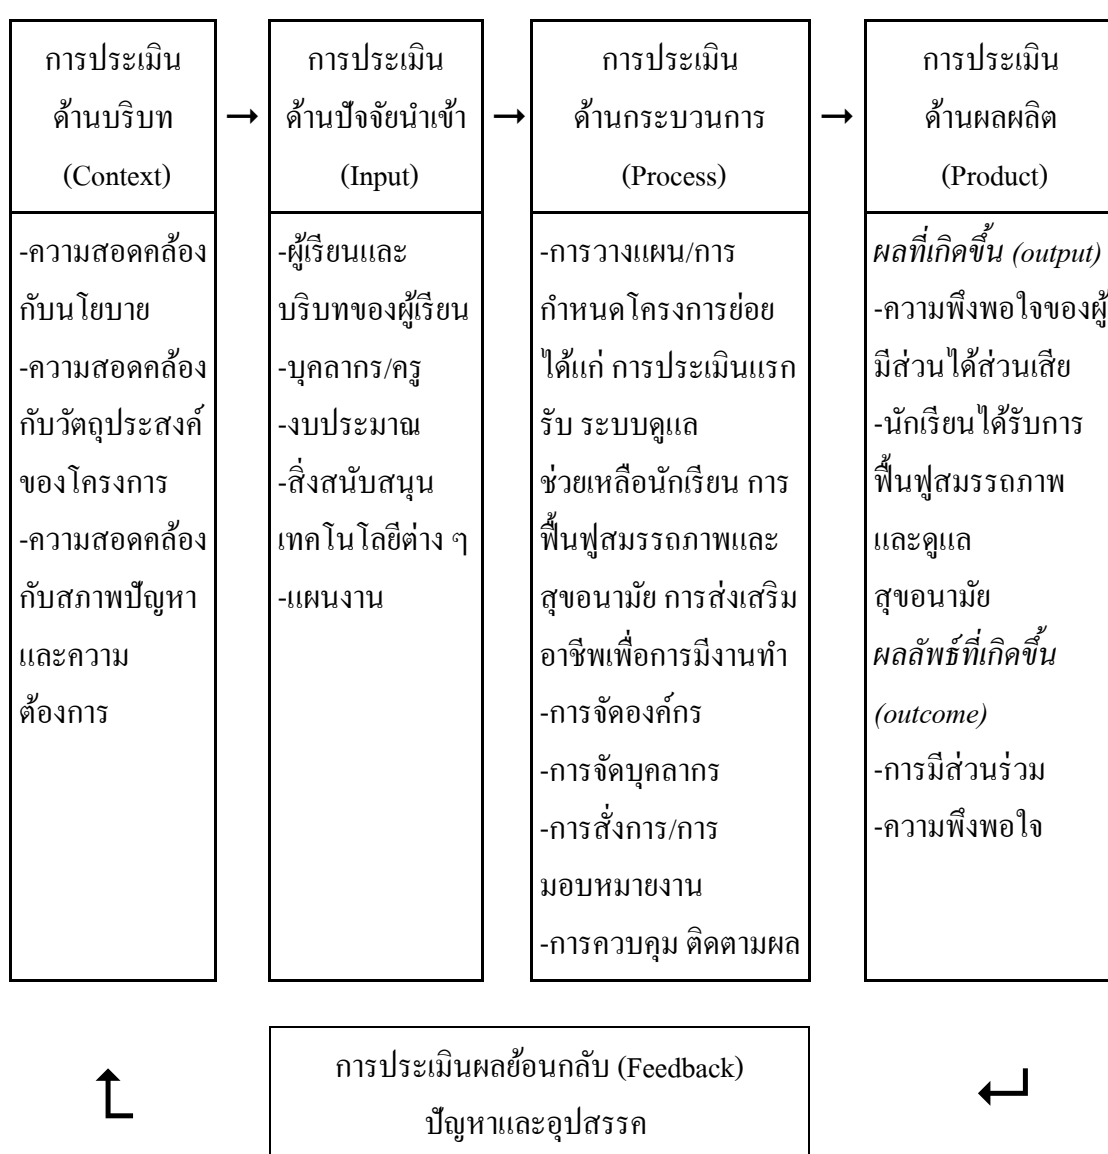 การประเมิน
ด้านบริบท
(Context)
-ความสอดคล้อง
กับนโยบาย
-ความสอดคล้อง
กับวัตถุประสงค์
ของโครงการ
-ความสอดคล้อง
กับสภาพปัญหา
และความ
ต้องการ
→
การประเมิน
ด้านปัจจัยนำเข้า
(Input)
-ผู้เรียนและ
บริบทของผู้เรียน
-บุคลากร/ครู
-งบประมาณ
-สิ่งสนับสนุน
เทคโนโลยีต่าง ๆ
-แผนงาน
→
การประเมิน
ด้านกระบวนการ
(Process)
-การวางแผน/การ
กำหนดโครงการย่อย
ได้แก่ การประเมินแรก
รับ ระบบดูแล
ช่วยเหลือนักเรียน การ
ฟื้นฟูสมรรถภาพและ
สุขอนามัย การส่งเสริม
อาชีพเพื่อการมีงานทำ
-การจัดองค์กร
-การจัดบุคลากร
-การสั่งการ/การ
มอบหมายงาน
-การควบคุม ติดตามผล
→
การประเมิน
ด้านผลผลิต
(Product)
ผลที่เกิดขึ้น (output)
-ความพึงพอใจของผู้
มีส่วนได้ส่วนเสีย
-นักเรียนได้รับการ
ฟื้นฟูสมรรถภาพ
และดูแล
สุขอนามัย
ผลลัพธ์ที่เกิดขึ้น
(outcome)
-การมีส่วนร่วม
-ความพึงพอใจ
การประเมินผลย้อนกลับ (Feedback)
ปัญหาและอุปสรรค